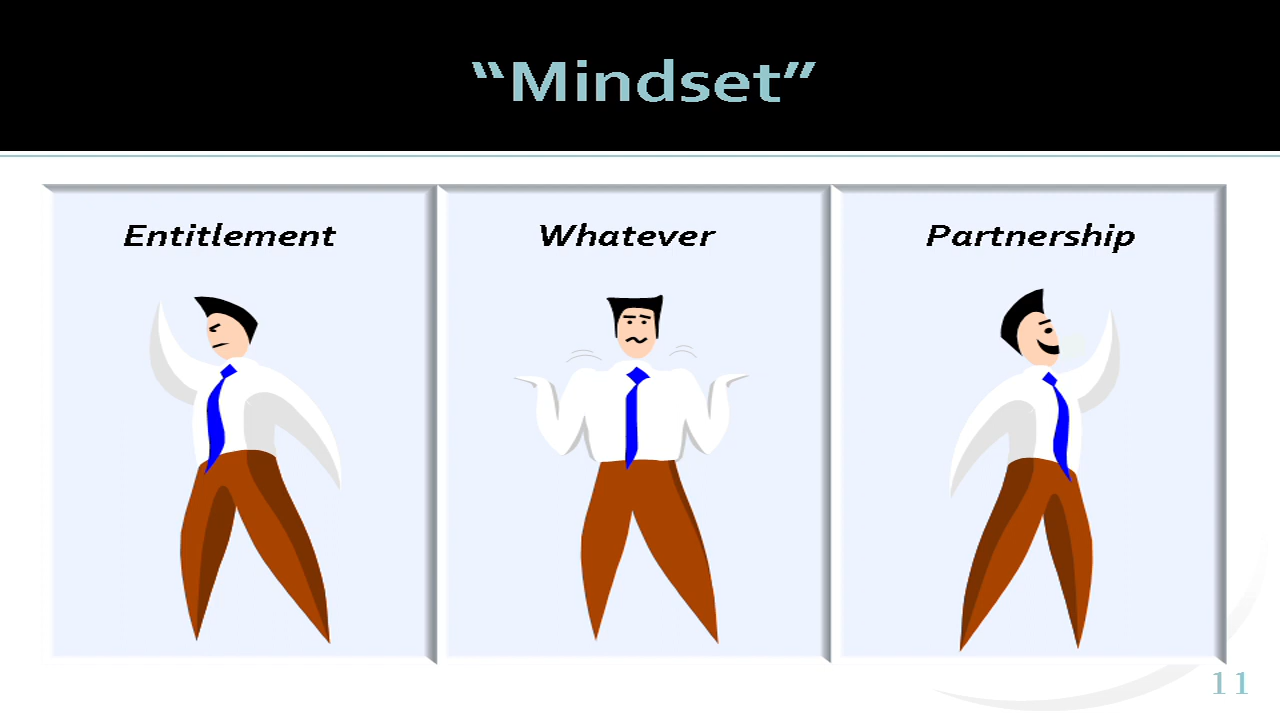 “Mindset”
Entitlement
Whatever
Partnership
11